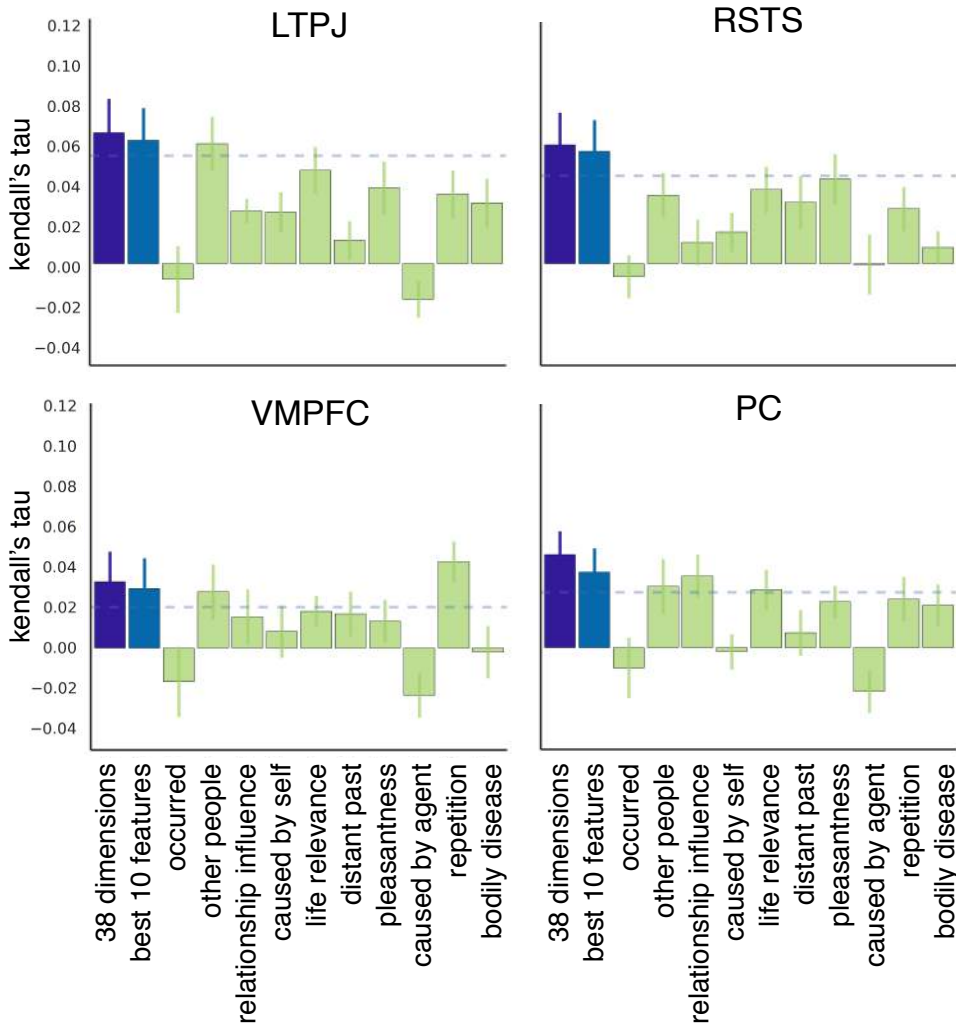 LTPJ
RSTS
kendall's tau
0.12
0.10
0.08
0.06
0.04
0.02
0.00
−0.02
−0.04
VMPFC
PC
kendall's tau
0.12
0.10
0.08
0.06
0.04
0.02
0.00
−0.02
−0.04
38 dimensions
best 10 features
occurred
other people
relationship influence
caused by self
life relevance
distant past
pleasantness
caused by agent
repetition
bodily disease
38 dimensions
best 10 features
occurred
other people
relationship influence
caused by self
life relevance
distant past
pleasantness
caused by agent
repetition
bodily disease